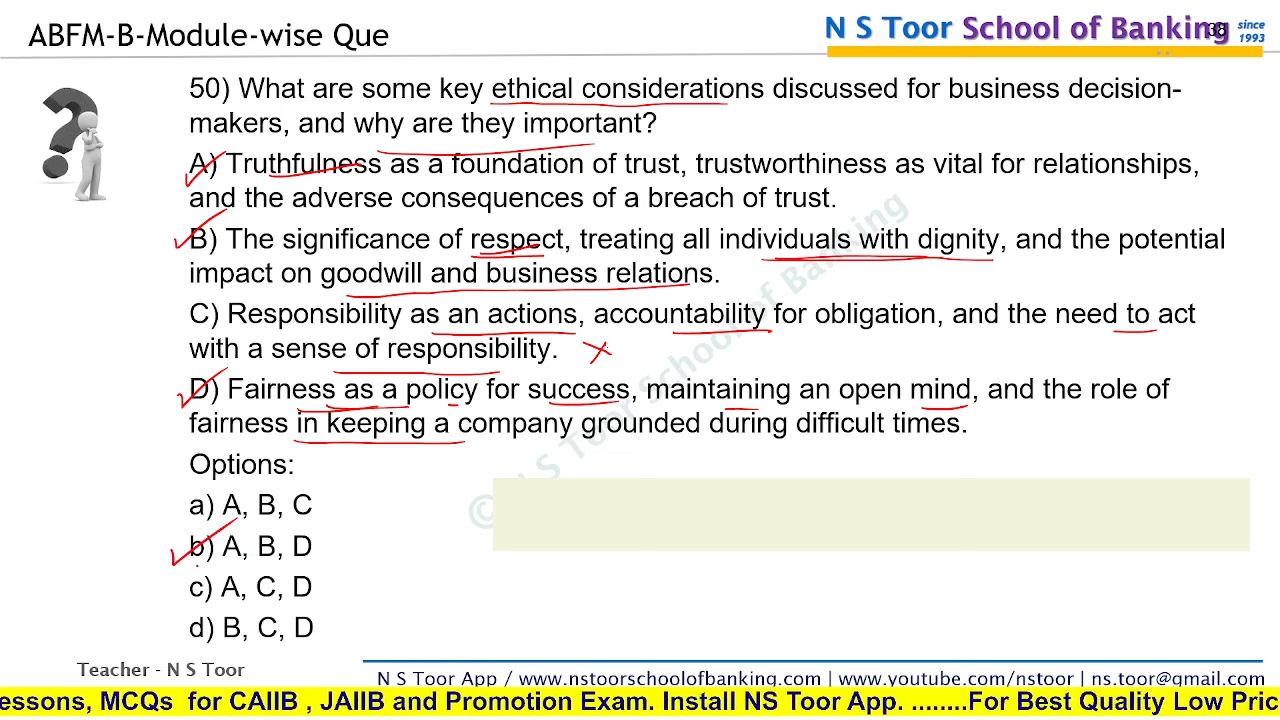 ABFM-B-Module-wise Que
N S Toor School of Banking since 1993
38
50) What are some key ethical considerations discussed for business decision-
makers, and why are they important?
A) Truthfulness as a foundation of trust, trustworthiness as vital for relationships,
and the adverse consequences of a breach of trust.
B) The significance of respect, treating all individuals with dignity, and the potential
impact on goodwill and business relations.
C) Responsibility as an actions, accountability for obligation, and the need to act
with a sense of responsibility.
D) Fairness as a policy for success, maintaining an open mind, and the role of
fairness in keeping a company grounded during difficult times.
Options:
a) A, B, C
b) A, B, D
c) A, C, D
d) B, C, D
© N S Toor School of Banking
Teacher - N S Toor
N S Toor App / www.nstoorschoolofbanking.com | www.youtube.com/nstoor | ns.toor@gmail.com
essons, MCQs for CAIIB , JAIIB and Promotion Exam. Install NS Toor App. ........For Best Quality Low Pric